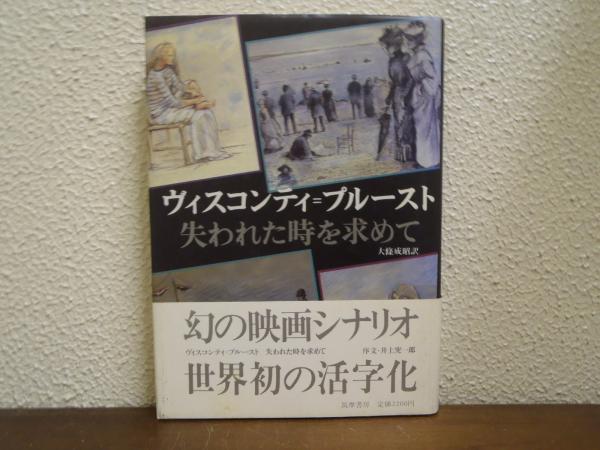 ヴィスコンティ=プルースト
失われた時を求めて
大條成昭訳
幻の映画シナリオ
ヴィスコンティ=プルースト 失われた時を求めて 序文・井上究一郎
世界初の活字化
筑摩書房 定価2200円